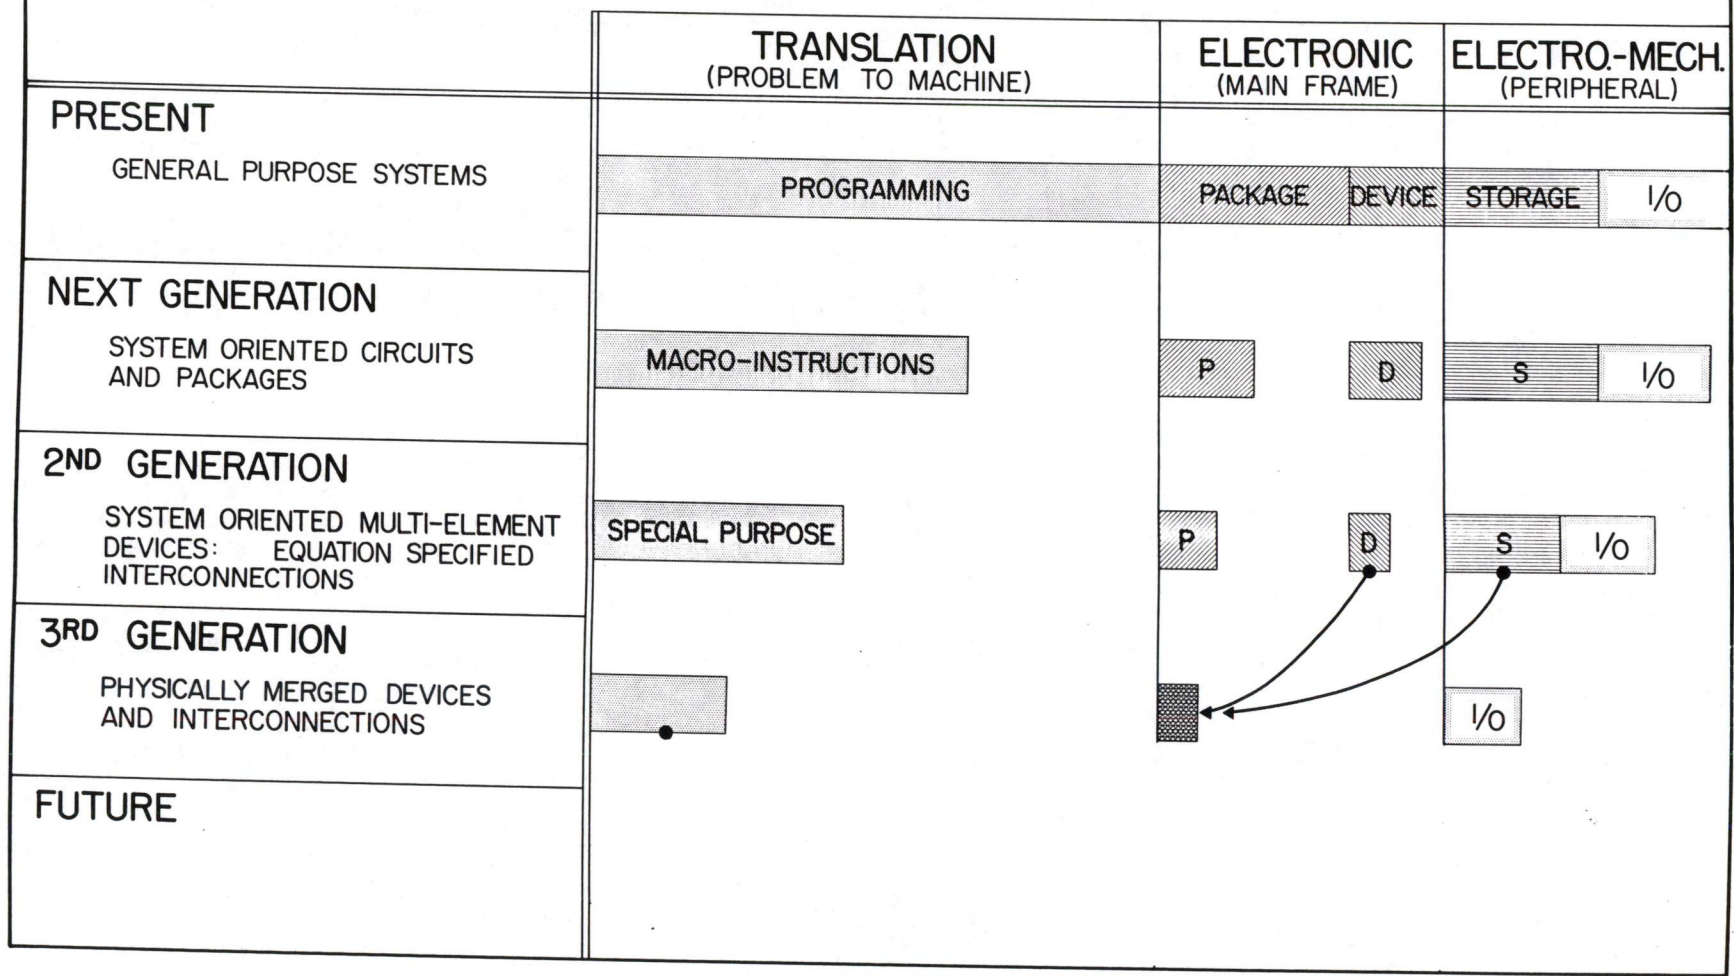 TRANSLATION
(PROBLEM TO MACHINE)
ELECTRONIC
(MAIN FRAME)
ELECTRO.-MECH.
(PERIPHERAL)
PRESENT
GENERAL PURPOSE SYSTEMS
PROGRAMMING
PACKAGE
DEVICE
STORAGE
I/O
NEXT GENERATION
SYSTEM ORIENTED CIRCUITS
AND PACKAGES
MACRO-INSTRUCTIONS
P
D
S
I/O
2ND GENERATION
SYSTEM ORIENTED MULTI-ELEMENT
DEVICES: EQUATION SPECIFIED
INTERCONNECTIONS
SPECIAL PURPOSE
P
D
S
I/O
3RD GENERATION
PHYSICALLY MERGED DEVICES
AND INTERCONNECTIONS
I/O
FUTURE